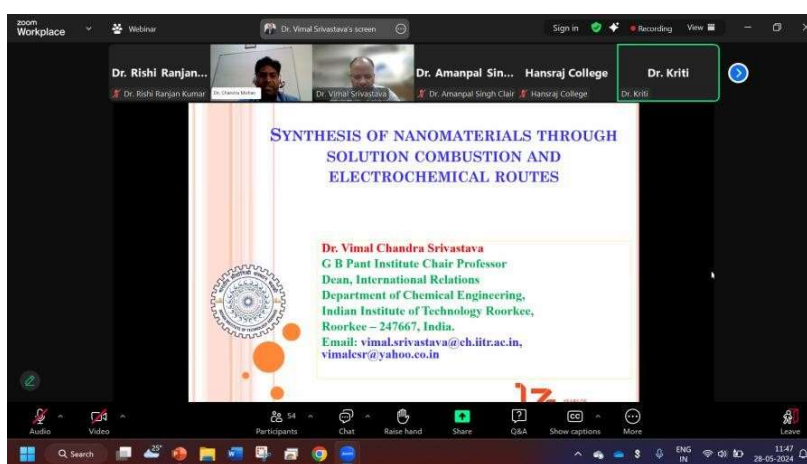 zoom
Workplace
Webinar
Dr. Vimal Srivastava's screen
Sign in
Recording
View
Dr. Rishi Ranjan...
Dr. Amanpal Sin...
Hansraj College
Dr. Kriti
Dr. Rishi Ranjan Kumar
Dr. Chandra Mohan
Dr. Vimal Srivastava
Dr. Amanpal Singh Clair
Hansraj College
Dr. Kriti
SYNTHESIS OF NANOMATERIALS THROUGH
SOLUTION COMBUSTION AND
ELECTROCHEMICAL ROUTES
Dr. Vimal Chandra Srivastava
G B Pant Institute Chair Professor
Dean, International Relations
Department of Chemical Engineering,
Indian Institute of Technology Roorkee,
Roorkee – 247667, India.
Email: vimal.srivastava@ch.iitr.ac.in,
vimalcsr@yahoo.co.in
Audio
Video
54
Participants
Chat
Raise hand
Share
Q&A
CC
Show captions
More
Leave
25°
Search
ENG
IN
11:47
28-05-2024